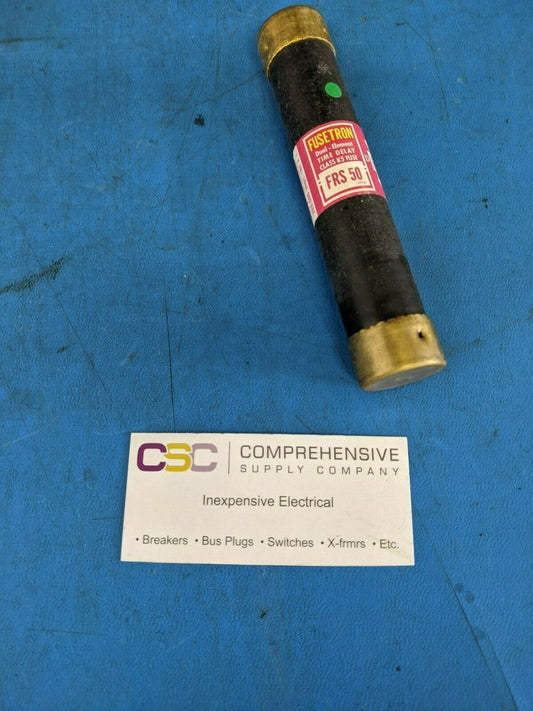 FUSETRON
Dual - Element
TIME DELAY
CLASS K5 FUSE
FRS 50
CSC
COMPREHENSIVE
SUPPLY COMPANY
Inexpensive Electrical
• Breakers • Bus Plugs • Switches • X-frmrs • Etc.